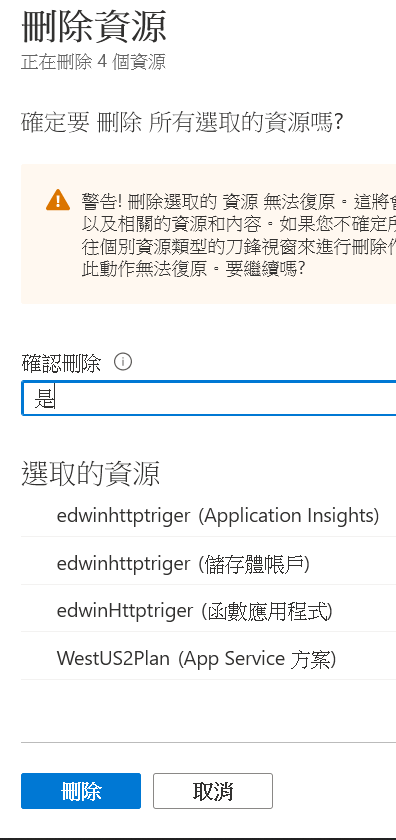 刪除資源
正在刪除 4 個資源
確定要 刪除 所有選取的資源嗎?
警告! 刪除選取的 資源 無法復原。這將
以及相關的資源和內容。如果您不確定
往個別資源類型的刀鋒視窗來進行刪除
此動作無法復原。要繼續嗎?
確認刪除
是
選取的資源
edwinhttptriger (Application Insights)
edwinhttptriger (儲存體帳戶)
edwinHttptriger (函數應用程式)
WestUS2Plan (App Service 方案)
刪除
取消